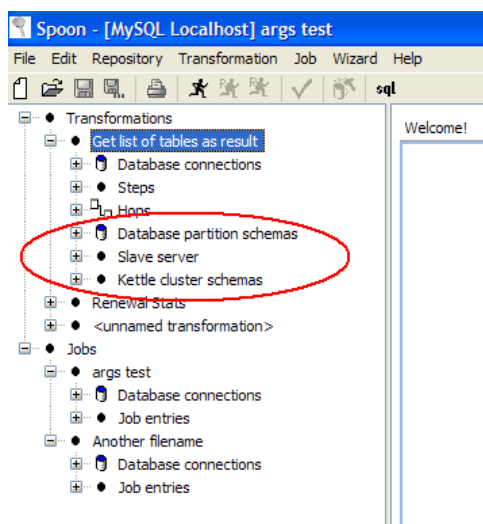 Spoon - [MySQL Localhost] args test
File Edit Repository Transformation Job Wizard Help
sql
Transformations
Welcome!
Get list of tables as result
Database connections
Steps
Hops
Database partition schemas
Slave server
Kettle cluster schemas
Renewal Stats
<unnamed transformation>
Jobs
args test
Database connections
Job entries
Another filename
Database connections
Job entries